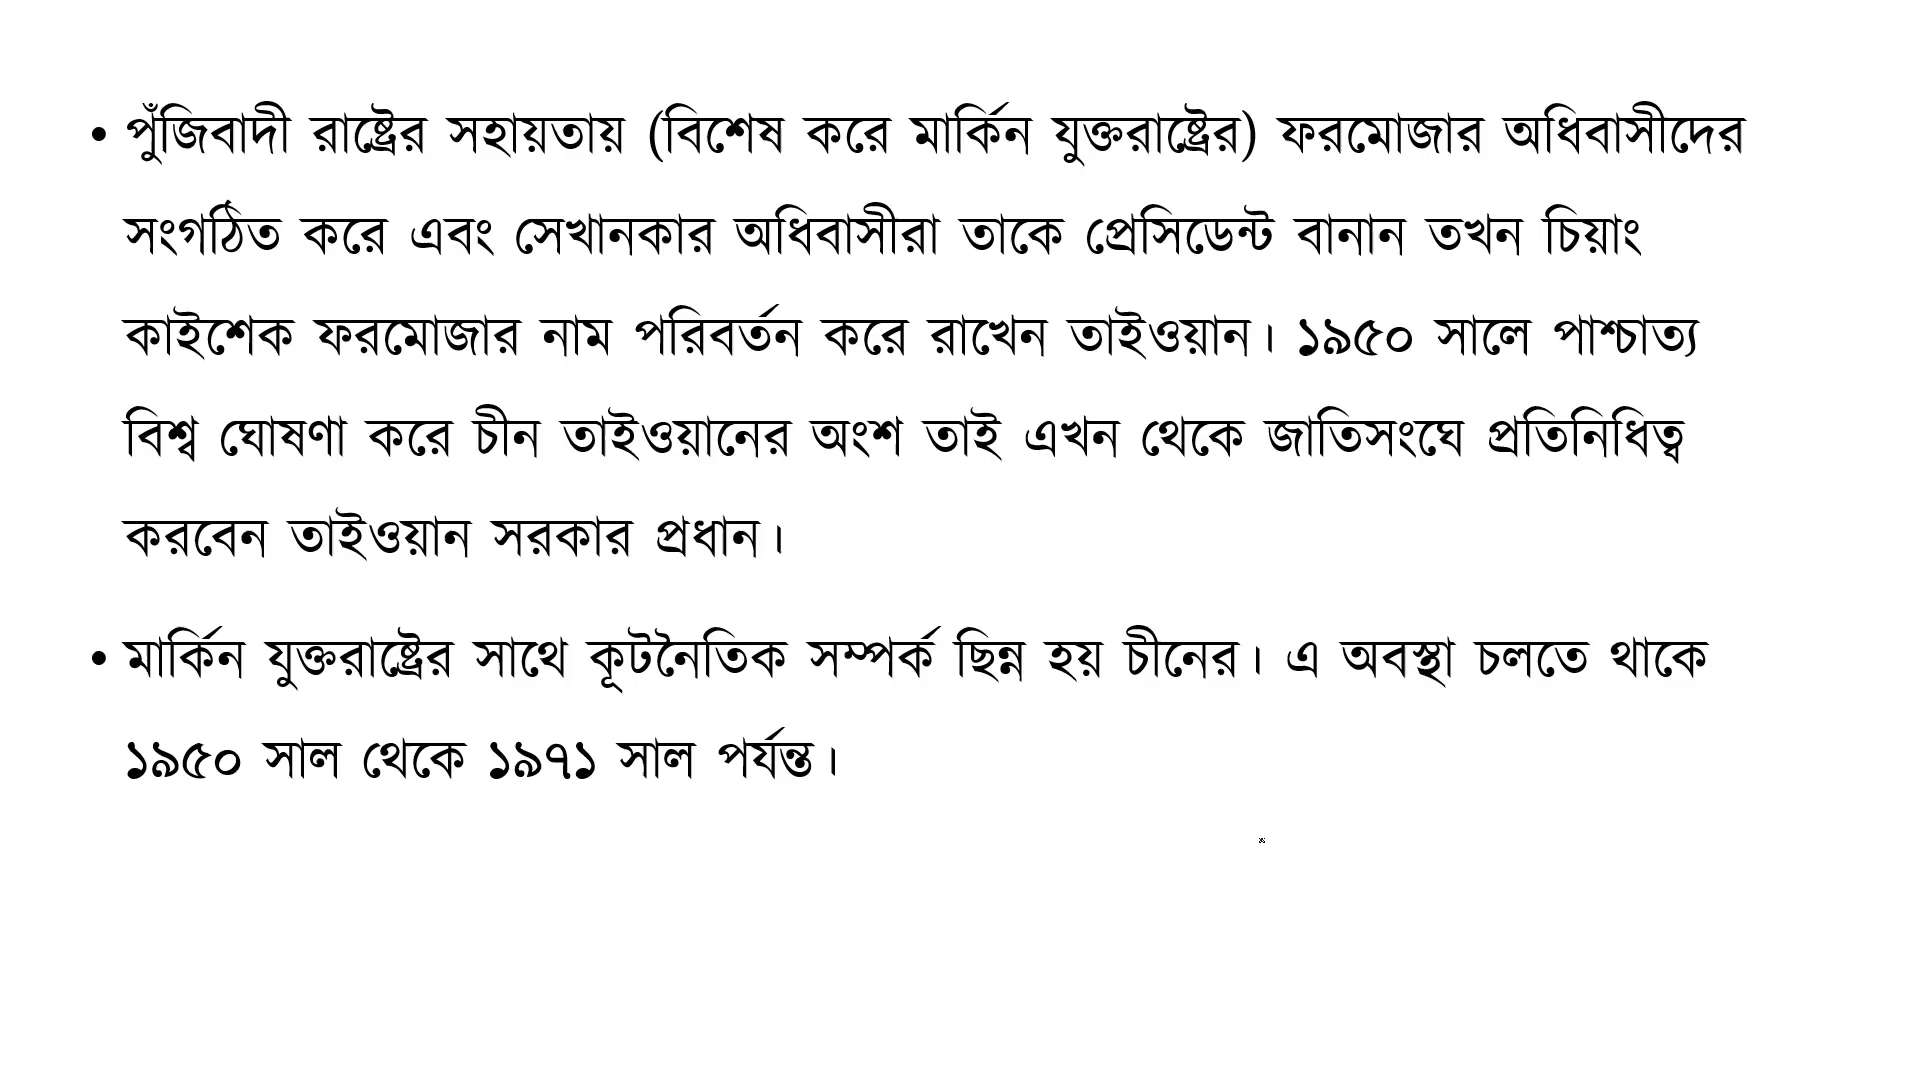 • পুঁজিবাদী রাষ্ট্রের সহায়তায় (বিশেষ করে মার্কিন যুক্তরাষ্ট্রের) ফরমোজার অধিবাসীদের
সংগঠিত করে এবং সেখানকার অধিবাসীরা তাকে প্রেসিডেন্ট বানান তখন চিয়াং
কাইশেক ফরমোজার নাম পরিবর্তন করে রাখেন তাইওয়ান। ১৯৫০ সালে পাশ্চাত্য
বিশ্ব ঘোষণা করে চীন তাইওয়ানের অংশ তাই এখন থেকে জাতিসংঘে প্রতিনিধিত্ব
করবেন তাইওয়ান সরকার প্রধান।
• মার্কিন যুক্তরাষ্ট্রের সাথে কূটনৈতিক সম্পর্ক ছিন্ন হয় চীনের। এ অবস্থা চলতে থাকে
১৯৫০ সাল থেকে ১৯৭১ সাল পর্যন্ত।